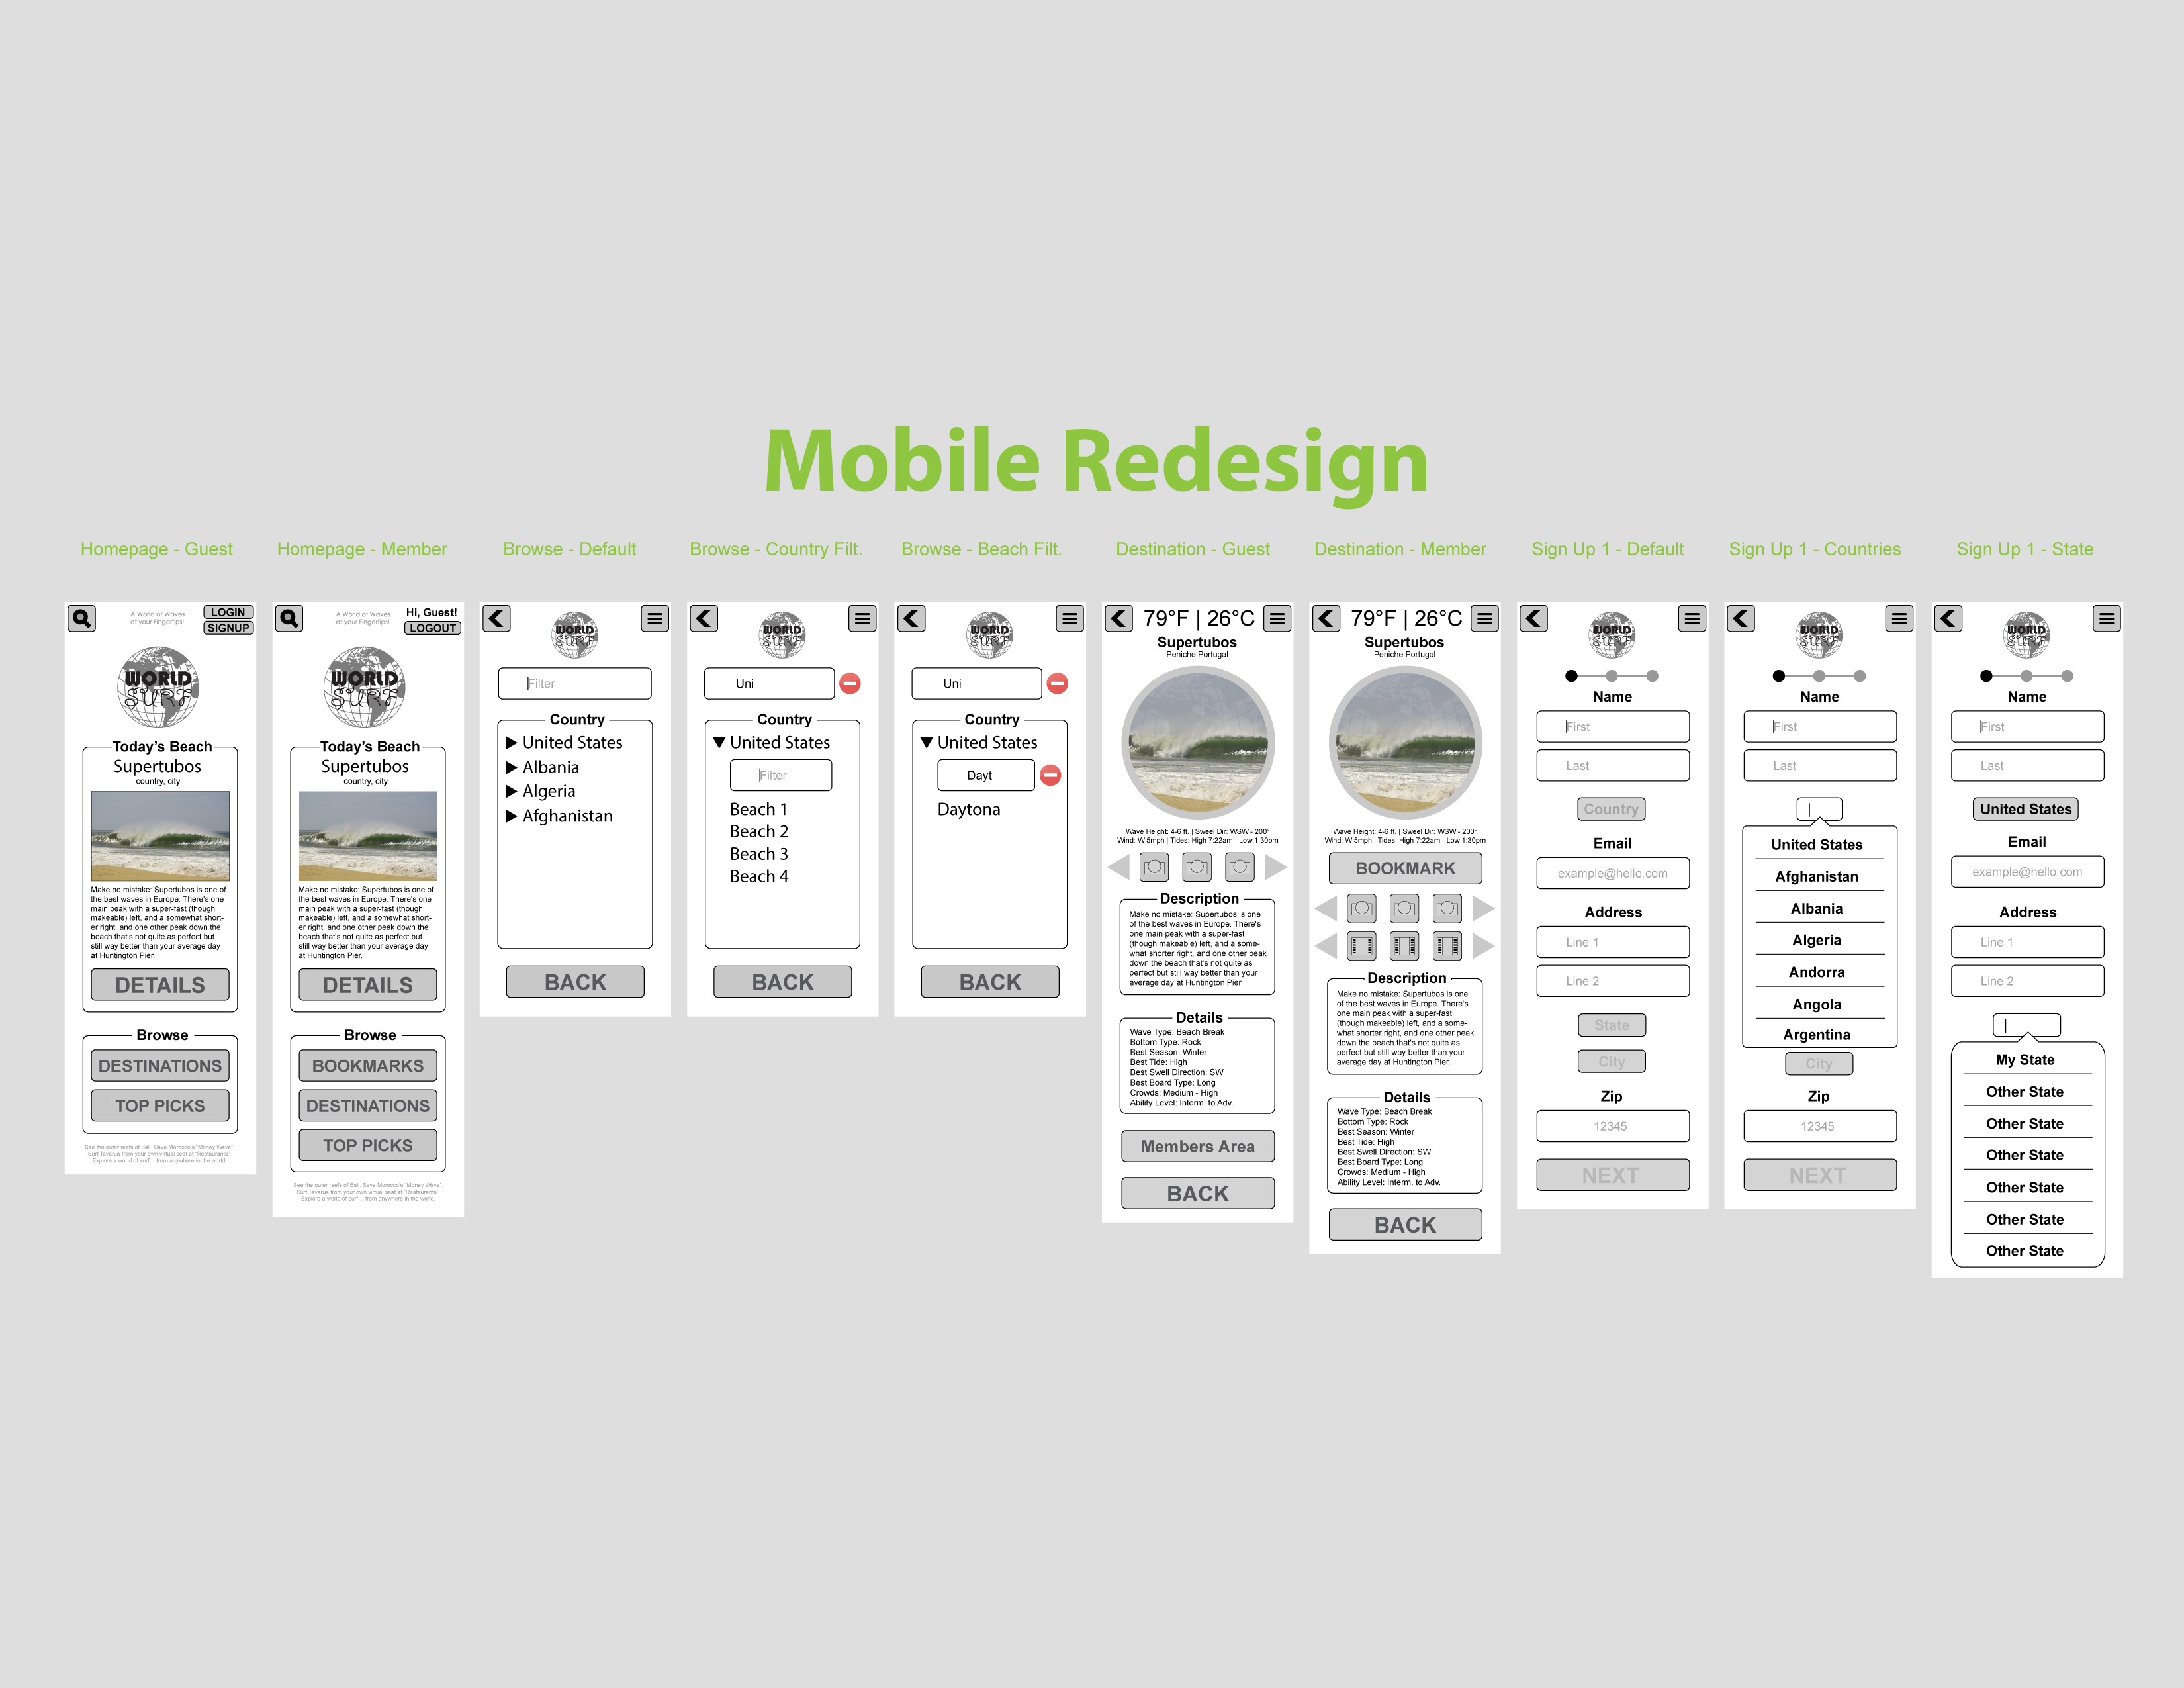 Mobile Redesign
Homepage - Guest
Homepage - Member
Browse - Default
Browse - Country Filt.
Browse - Beach Filt.
Destination - Guest
Destination - Member
Sign Up 1 - Default
Sign Up 1 - Countries
Sign Up 1 - State
A World of Waves
at your Fingertips!
LOGIN
SIGNUP
WORLD
SURF
Today's Beach
Supertubos
country, city
Make no mistake: Supertubos is one of
the best waves in Europe. There's one
main peak with a super-fast (though
makeable) left, and a somewhat short-
er right, and one other peak down the
beach that's not quite as perfect but
still way better than your average day
at Huntington Pier.
DETAILS
Browse
DESTINATIONS
TOP PICKS
See the outer reefs of Bali. Save Morocco's "Money Wave".
Surf Tavarua from your own virtual seat at "Restaurants".
Explore a world of surf... from anywhere in the world.
A World of Waves
at your Fingertips!
Hi, Guest!
LOGOUT
WORLD
SURF
Today's Beach
Supertubos
country, city
Make no mistake: Supertubos is one of
the best waves in Europe. There's one
main peak with a super-fast (though
makeable) left, and a somewhat short-
er right, and one other peak down the
beach that's not quite as perfect but
still way better than your average day
at Huntington Pier.
DETAILS
Browse
BOOKMARKS
DESTINATIONS
TOP PICKS
See the outer reefs of Bali. Save Morocco's "Money Wave".
Surf Tavarua from your own virtual seat at "Restaurants".
Explore a world of surf... from anywhere in the world.
WORLD
SURF
Filter
Country
United States
Albania
Algeria
Afghanistan
BACK
WORLD
SURF
Uni
Country
United States
Filter
Beach 1
Beach 2
Beach 3
Beach 4
BACK
WORLD
SURF
Uni
Country
United States
Dayt
Daytona
BACK
79°F | 26°C
Supertubos
Peniche Portugal
Wave Height: 4-6 ft. | Sweel Dir: WSW - 200°
Wind: W 5mph | Tides: High 7:22am - Low 1:30pm
Description
Make no mistake: Supertubos is one
of the best waves in Europe. There's
one main peak with a super-fast
(though makeable) left, and a some-
what shorter right, and one other peak
down the beach that's not quite as
perfect but still way better than your
average day at Huntington Pier.
Details
Wave Type: Beach Break
Bottom Type: Rock
Best Season: Winter
Best Tide: High
Best Swell Direction: SW
Best Board Type: Long
Crowds: Medium - High
Ability Level: Interm. to Adv.
Members Area
BACK
79°F | 26°C
Supertubos
Peniche Portugal
Wave Height: 4-6 ft. | Sweel Dir: WSW - 200°
Wind: W 5mph | Tides: High 7:22am - Low 1:30pm
BOOKMARK
Description
Make no mistake: Supertubos is one
of the best waves in Europe. There's
one main peak with a super-fast
(though makeable) left, and a some-
what shorter right, and one other peak
down the beach that's not quite as
perfect but still way better than your
average day at Huntington Pier.
Details
Wave Type: Beach Break
Bottom Type: Rock
Best Season: Winter
Best Tide: High
Best Swell Direction: SW
Best Board Type: Long
Crowds: Medium - High
Ability Level: Interm. to Adv.
BACK
WORLD
SURF
Name
First
Last
Country
Email
example@hello.com
Address
Line 1
Line 2
State
City
Zip
12345
NEXT
WORLD
SURF
Name
First
Last
United States
Afghanistan
Albania
Algeria
Andorra
Angola
Argentina
City
Zip
12345
NEXT
WORLD
SURF
Name
First
Last
United States
Email
example@hello.com
Address
Line 1
Line 2
My State
Other State
Other State
Other State
Other State
Other State
Other State